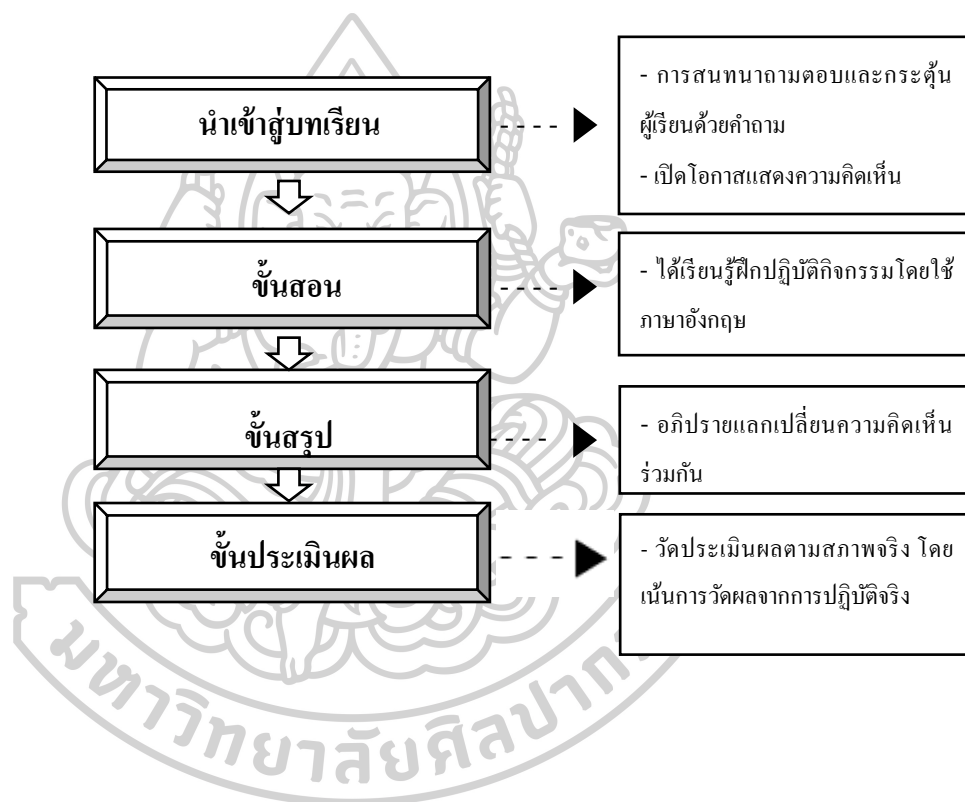 นำเข้าสู่บทเรียน
- การสนทนาถามตอบและกระตุ้น
ผู้เรียนด้วยคำถาม
- เปิดโอกาสแสดงความคิดเห็น
ขั้นสอน
- ได้เรียนรู้ฝึกปฏิบัติกิจกรรมโดยใช้
ภาษาอังกฤษ
ขั้นสรุป
- อภิปรายแลกเปลี่ยนความคิดเห็น
ร่วมกัน
ขั้นประเมินผล
- วัดประเมินผลตามสภาพจริง โดย
เน้นการวัดผลจากการปฏิบัติจริง
มหาวิทยาลัยศิลปาก